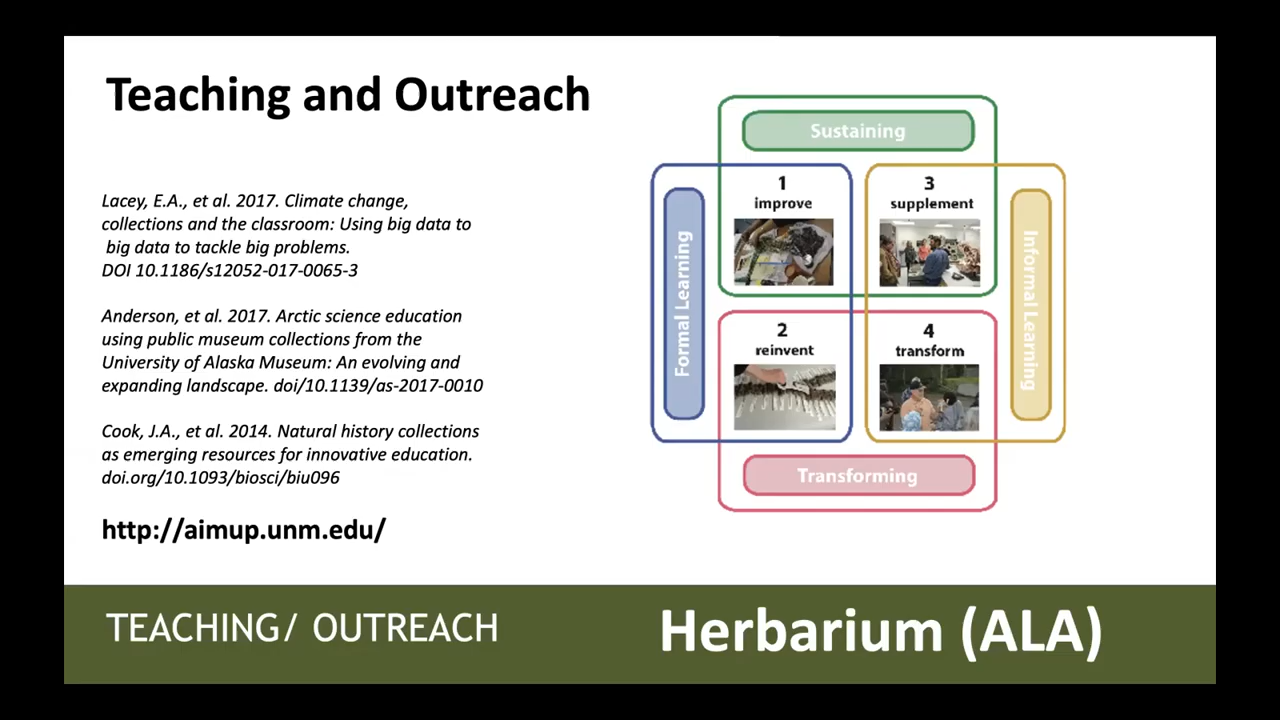 Teaching and Outreach
Lacey, E.A., et al. 2017. Climate change,
collections and the classroom: Using big data to
big data to tackle big problems.
DOI 10.1186/s12052-017-0065-3
Anderson, et al. 2017. Arctic science education
using public museum collections from the
University of Alaska Museum: An evolving and
expanding landscape. doi/10.1139/as-2017-0010
Cook, J.A., et al. 2014. Natural history collections
as emerging resources for innovative education.
doi.org/10.1093/biosci/biu096
http://aimup.unm.edu/
Sustaining
Formal Learning
1
improve
3
supplement
2
reinvent
4
transform
Informal Learning
Transforming
TEACHING/ OUTREACH
Herbarium (ALA)